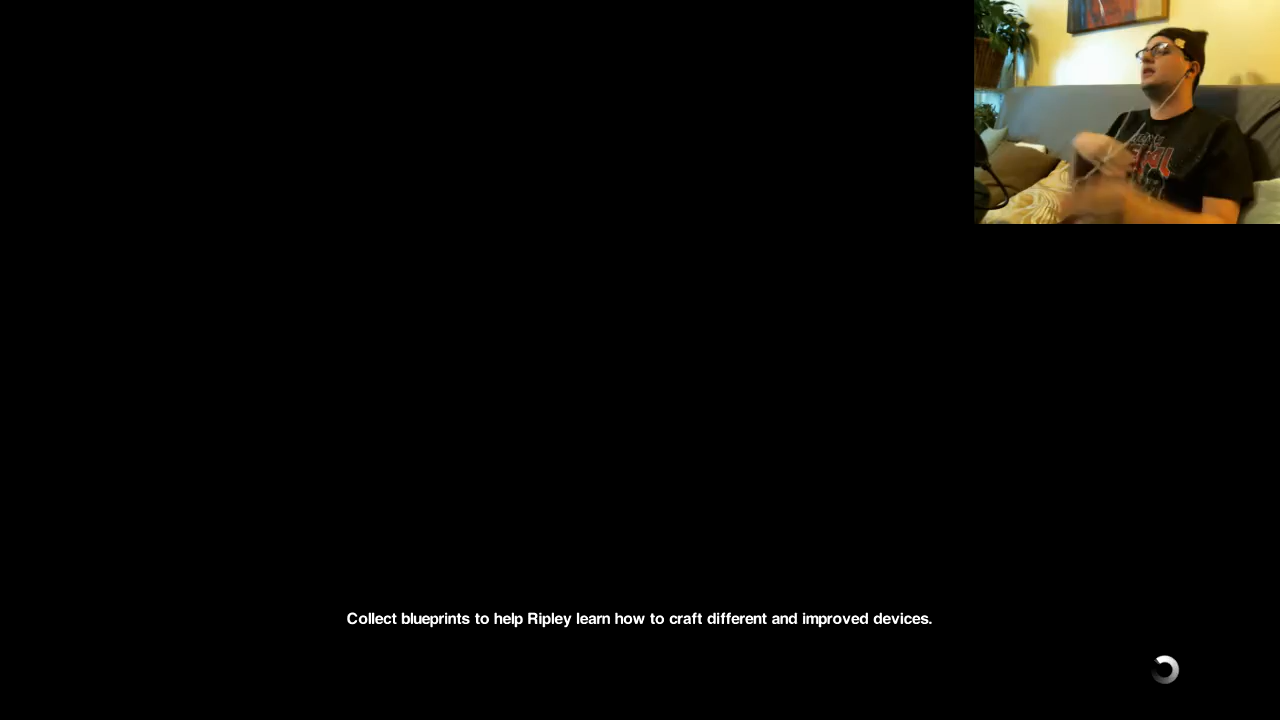 Collect blueprints to help Ripley learn how to craft different and improved devices.